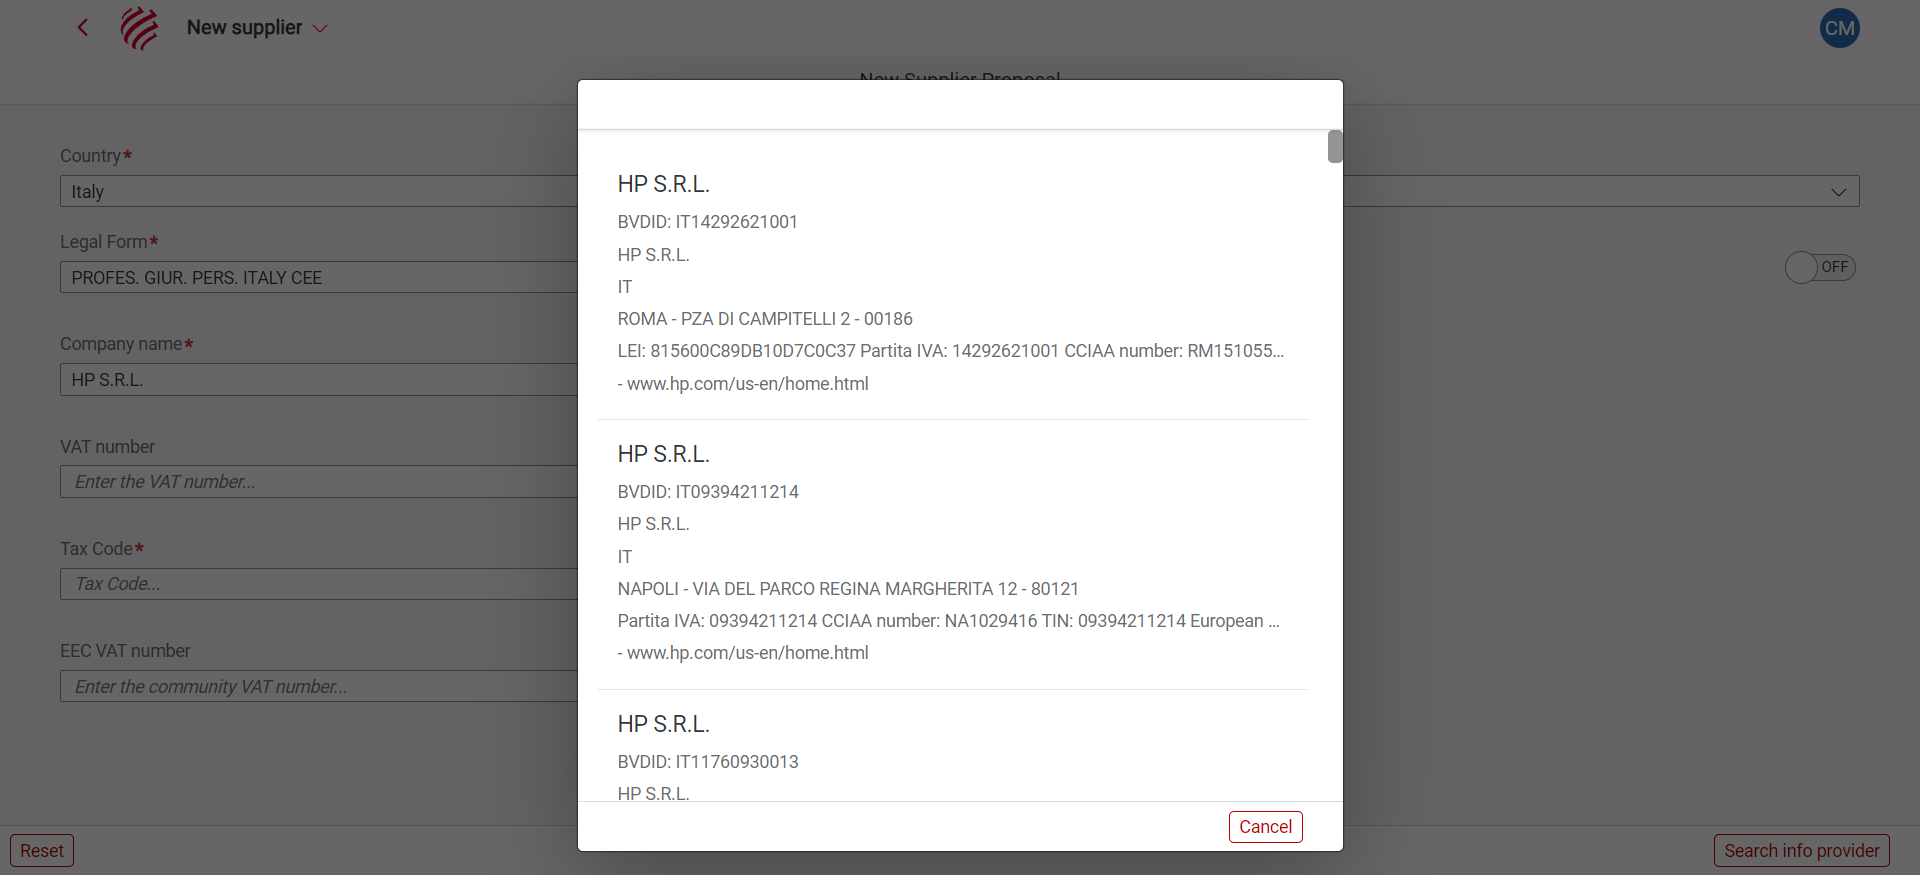 New supplier
CM
New Supplier Proposal
Country*
Italy
Legal Form*
PROFES. GIUR. PERS. ITALY CEE
OFF
Company name*
HP S.R.L.
VAT number
Enter the VAT number...
Tax Code*
Tax Code...
EEC VAT number
Enter the community VAT number...
HP S.R.L.
BVDID: IT14292621001
HP S.R.L.
IT
ROMA - PZA DI CAMPITELLI 2 - 00186
LEI: 815600C89DB10D7C0C37 Partita IVA: 14292621001 CCIAA number: RM151055...
- www.hp.com/us-en/home.html
HP S.R.L.
BVDID: IT09394211214
HP S.R.L.
IT
NAPOLI - VIA DEL PARCO REGINA MARGHERITA 12 - 80121
Partita IVA: 09394211214 CCIAA number: NA1029416 TIN: 09394211214 European ...
- www.hp.com/us-en/home.html
HP S.R.L.
BVDID: IT11760930013
HP S.R.L.
Cancel
Reset
Search info provider